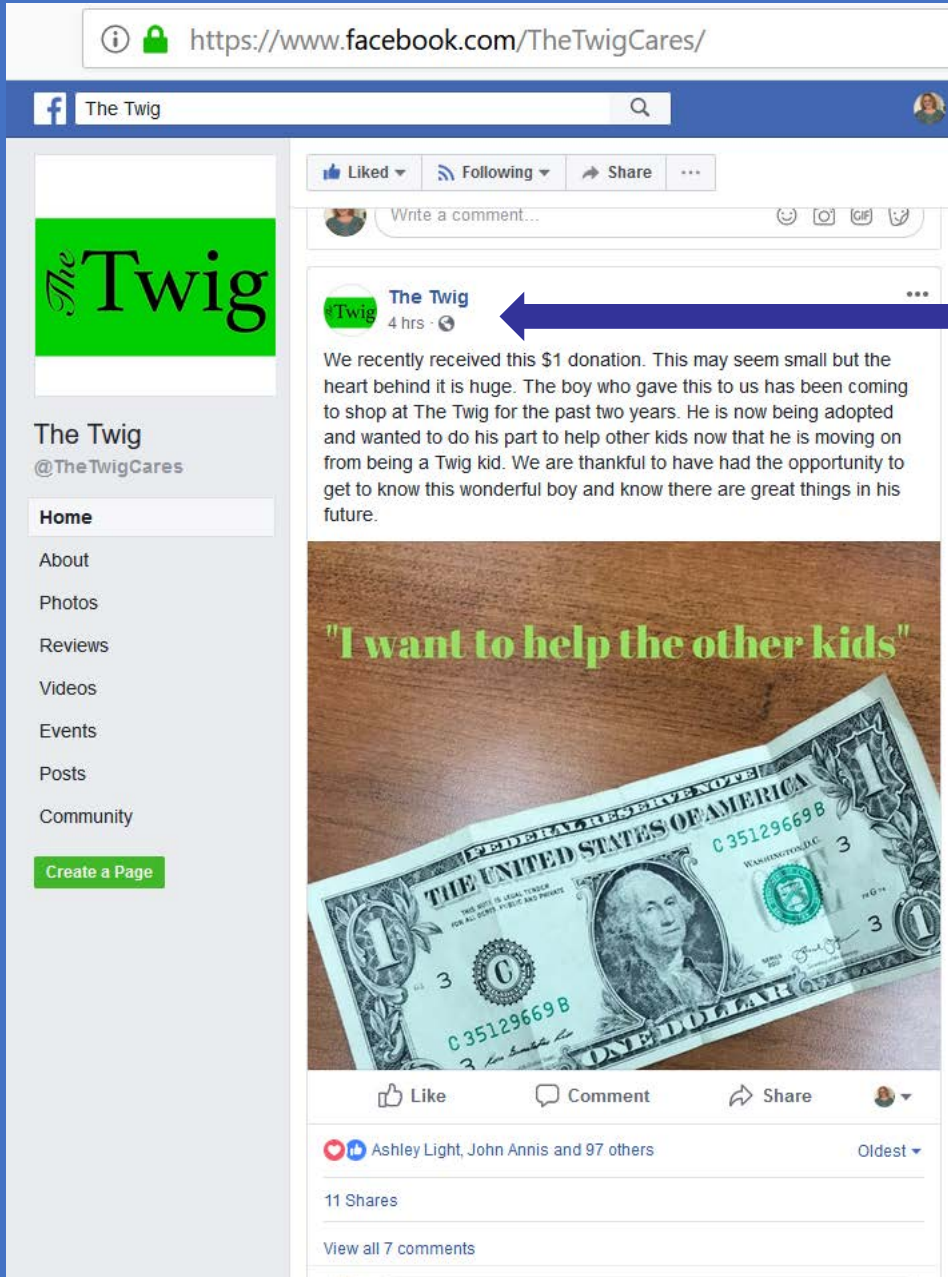 https://www.facebook.com/TheTwigCares/
f The Twig
Liked Following Share ...
Write a comment... GIF
The Twig
The Twig
4 hrs ·
Twig
We recently received this $1 donation. This may seem small but the
heart behind it is huge. The boy who gave this to us has been coming
to shop at The Twig for the past two years. He is now being adopted
and wanted to do his part to help other kids now that he is moving on
from being a Twig kid. We are thankful to have had the opportunity to
get to know this wonderful boy and know there are great things in his
future.
The Twig
@TheTwigCares
Home
About
Photos
Reviews
Videos
Events
Posts
Community
Create a Page
"I want to help the other kids"
FEDERAL RESERVE NOTE
THE UNITED STATES OF AMERICA
THIS NOTE IS LEGAL TENDER
FOR ALL DEBTS, PUBLIC AND PRIVATE
C 35129669 B
WASHINGTON, D.C.
1
1
3
3
3
C
1
1
3
C 35129669 B
ONE DOLLAR
Like Comment Share
Ashley Light, John Annis and 97 others Oldest
11 Shares
View all 7 comments